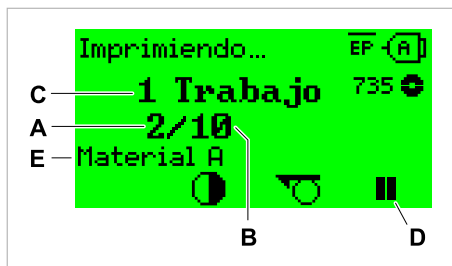 Imprimiendo... EP A
C 1 Trabajo 735
A 2/10
E Material A
B D